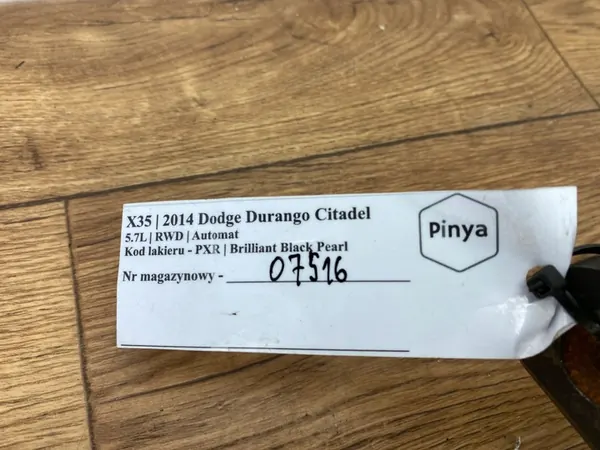 X35 | 2014 Dodge Durango Citadel
5.7L | RWD | Automat
Kod lakieru - PXR | Brilliant Black Pearl
Nr magazynowy - 07516
Pinya